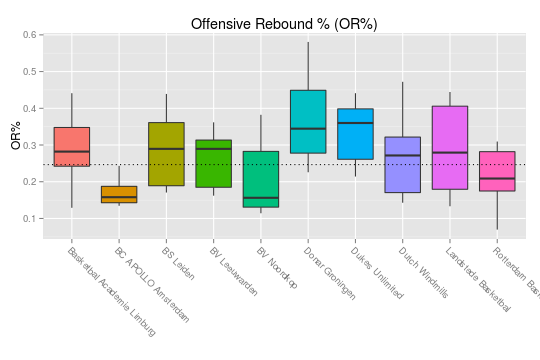 Offensive Rebound % (OR%)
OR%
0.6
0.5
0.4
0.3
0.2
0.1
Basketbal Academie Limburg
BC APOLLO Amsterdam
BS Leiden
BV Leeuwarden
BV Noordkop
Donar Groningen
Dukes Unlimited
Dutch Windmills
Landstede Basketbal
Rotterdam